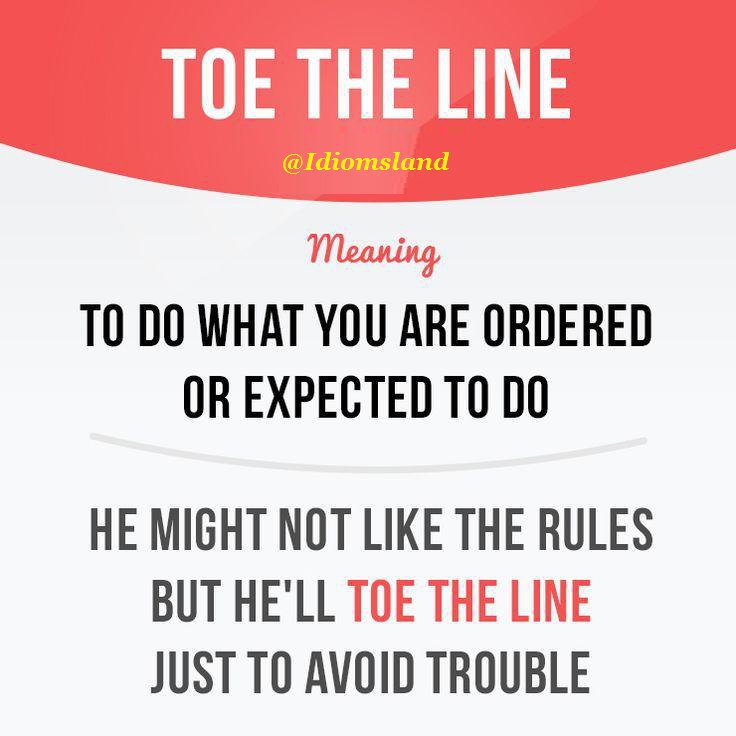 TOE THE LINE
@Idiomsland
Meaning
TO DO WHAT YOU ARE ORDERED
OR EXPECTED TO DO
HE MIGHT NOT LIKE THE RULES
BUT HE'LL TOE THE LINE
JUST TO AVOID TROUBLE